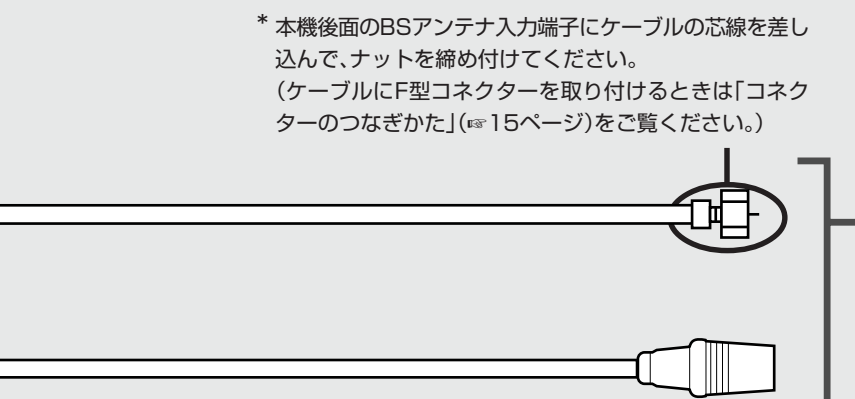 * 本機後面のBSアンテナ入力端子にケーブルの芯線を差し
込んで、ナットを締め付けてください。
(ケーブルにF型コネクターを取り付けるときは「コネク
ターのつなぎかた」(☞15ページ)をご覧ください。)